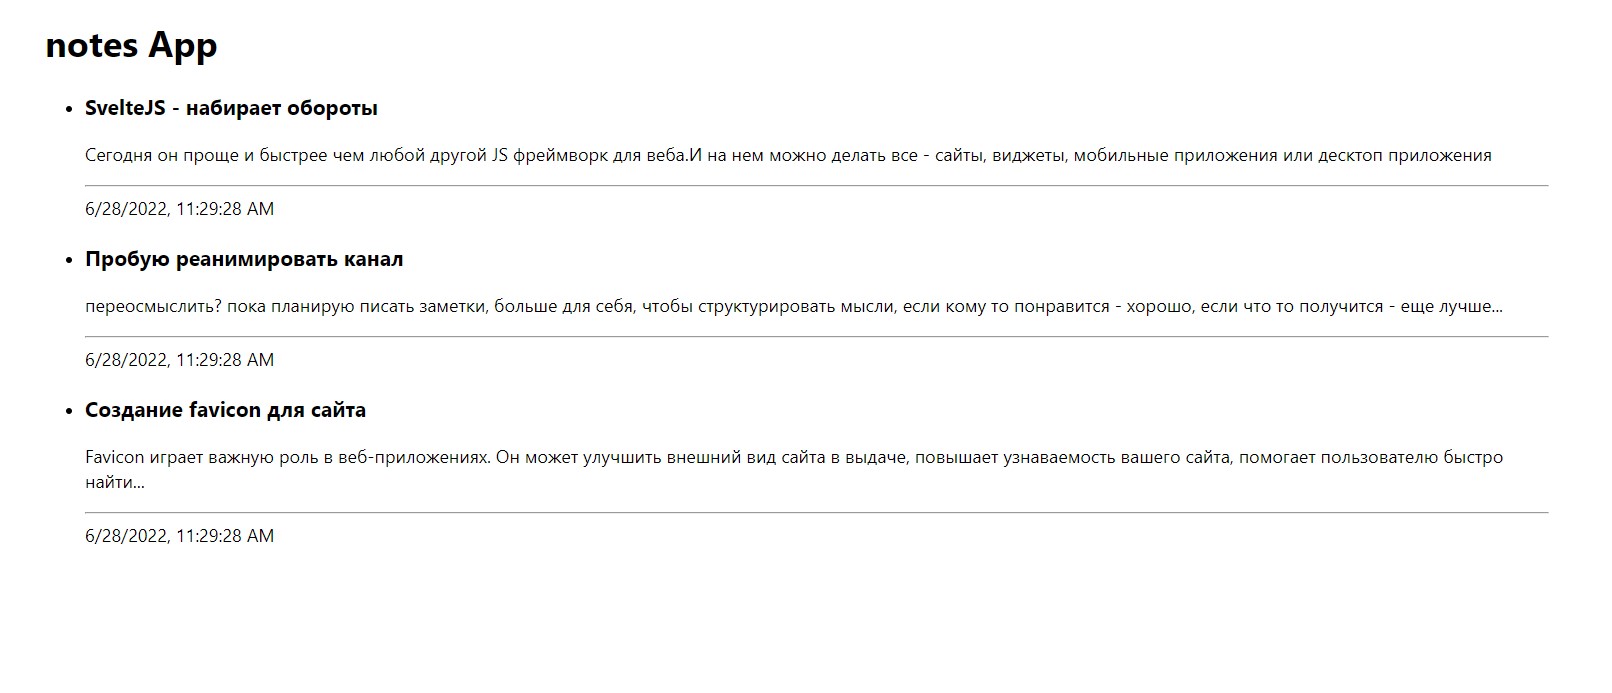 notes App
SvelteJS - набирает обороты
Сегодня он проще и быстрее чем любой другой JS фреймворк для веба.И на нем можно делать все - сайты, виджеты, мобильные приложения или десктоп приложения
6/28/2022, 11:29:28 AM
Пробую реанимировать канал
переосмыслить? пока планирую писать заметки, больше для себя, чтобы структурировать мысли, если кому то понравится - хорошо, если что то получится - еще лучше...
6/28/2022, 11:29:28 AM
Создание favicon для сайта
Favicon играет важную роль в веб-приложениях. Он может улучшить внешний вид сайта в выдаче, повышает узнаваемость вашего сайта, помогает пользователю быстро
найти...
6/28/2022, 11:29:28 AM